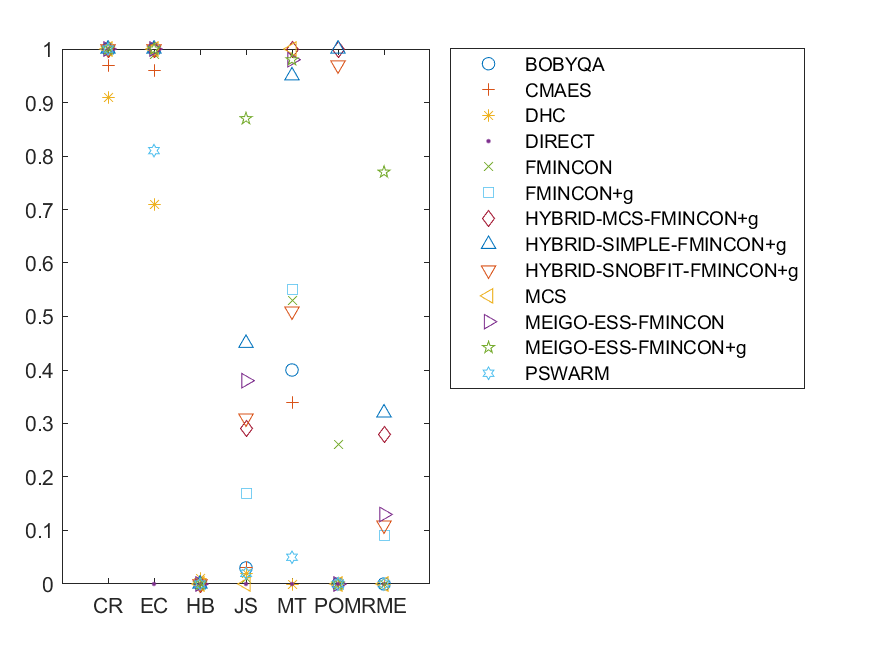 1
0.9
0.8
0.7
0.6
0.5
0.4
0.3
0.2
0.1
0
CR EC HB JS MT POM RME
BOBYQA
CMAES
DHC
DIRECT
FMINCON
FMINCON+g
HYBRID-MCS-FMINCON+g
HYBRID-SIMPLE-FMINCON+g
HYBRID-SNOBFIT-FMINCON+g
MCS
MEIGO-ESS-FMINCON
MEIGO-ESS-FMINCON+g
PSWARM